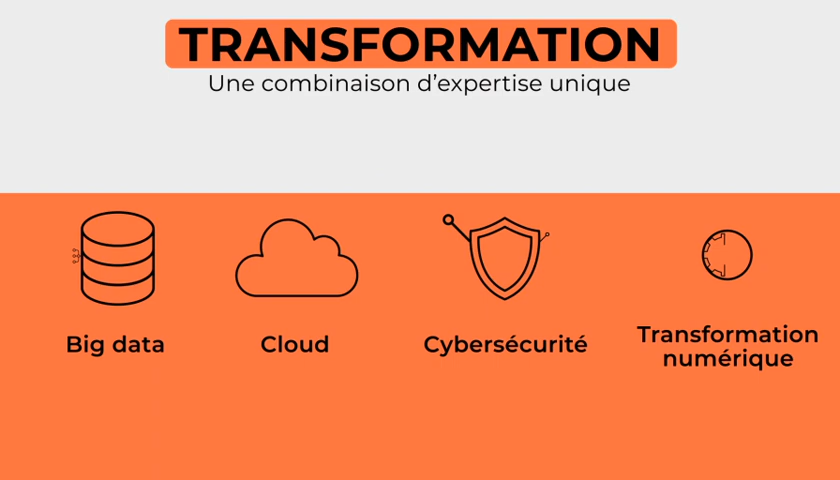 TRANSFORMATION
Une combinaison d’expertise unique
Big data
Cloud
Cybersécurité
Transformation
numérique